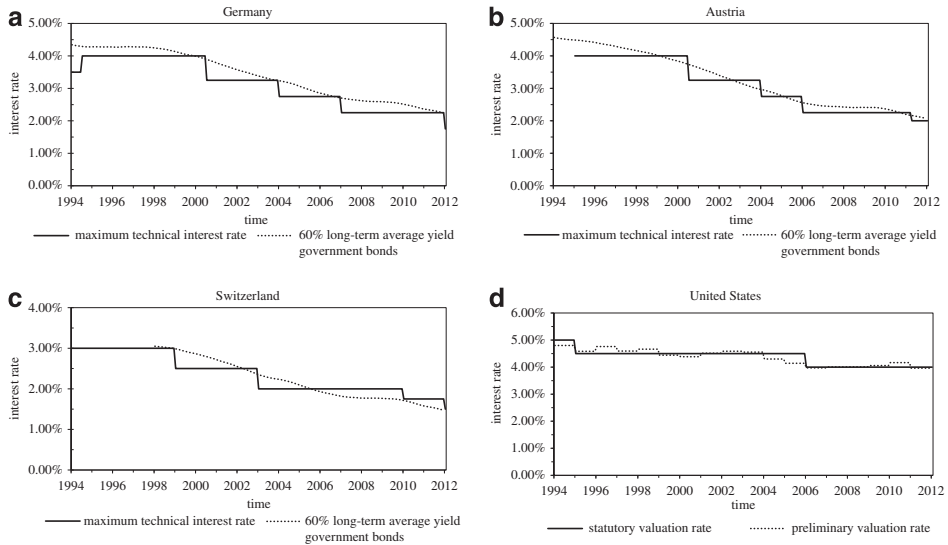 a
Germany
5.00%
4.00%
3.00%
2.00%
1.00%
0.00%
interest rate
1994 1996 1998 2000 2002 2004 2006 2008 2010 2012
time
maximum technical interest rate
60% long-term average yield
government bonds
b
Austria
5.00%
4.00%
3.00%
2.00%
1.00%
0.00%
interest rate
1994 1996 1998 2000 2002 2004 2006 2008 2010 2012
time
maximum technical interest rate
60% long-term average yield
government bonds
c
Switzerland
4.00%
3.00%
2.00%
1.00%
0.00%
interest rate
1994 1996 1998 2000 2002 2004 2006 2008 2010 2012
time
maximum technical interest rate
60% long-term average yield
government bonds
d
United States
6.00%
5.00%
4.00%
3.00%
2.00%
1.00%
0.00%
interest rate
1994 1996 1998 2000 2002 2004 2006 2008 2010 2012
time
statutory valuation rate
preliminary valuation rate